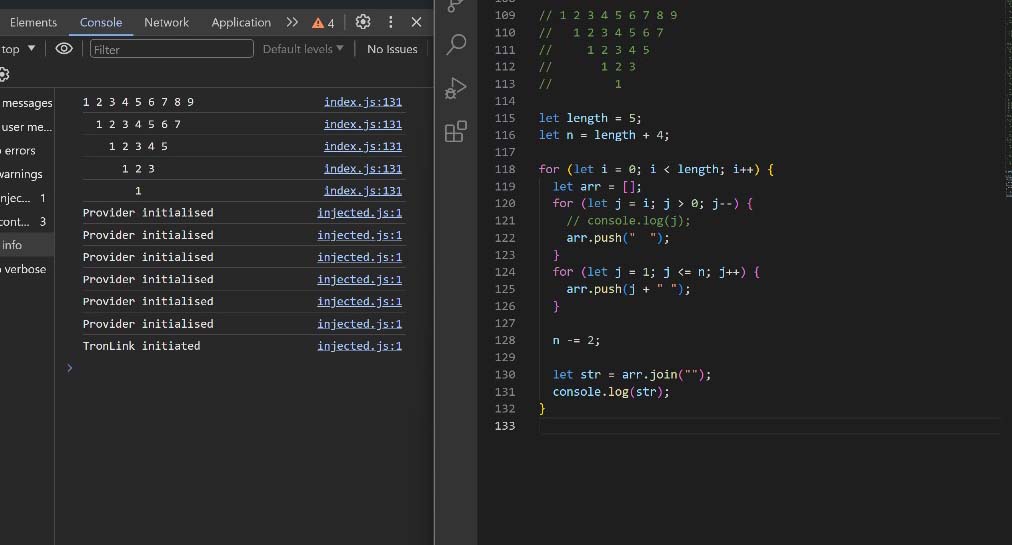 Elements Console Network Application 4
top Filter Default levels No Issues
messages
user me...
errors
warnings
njec... 1
cont... 3
info
verbose
1 2 3 4 5 6 7 8 9 index.js:131
1 2 3 4 5 6 7 index.js:131
1 2 3 4 5 index.js:131
1 2 3 index.js:131
1 index.js:131
Provider initialised injected.js:1
Provider initialised injected.js:1
Provider initialised injected.js:1
Provider initialised injected.js:1
Provider initialised injected.js:1
Provider initialised injected.js:1
TronLink initiated injected.js:1
109 // 1 2 3 4 5 6 7 8 9
110 //   1 2 3 4 5 6 7
111 //     1 2 3 4 5
112 //       1 2 3
113 //         1
114
115 let length = 5;
116 let n = length + 4;
117
118 for (let i = 0; i < length; i++) {
119   let arr = [];
120   for (let j = i; j > 0; j--) {
121     // console.log(j);
122     arr.push("  ");
123   }
124   for (let j = 1; j <= n; j++) {
125     arr.push(j + " ");
126   }
127
128   n -= 2;
129
130   let str = arr.join("");
131   console.log(str);
132 }
133